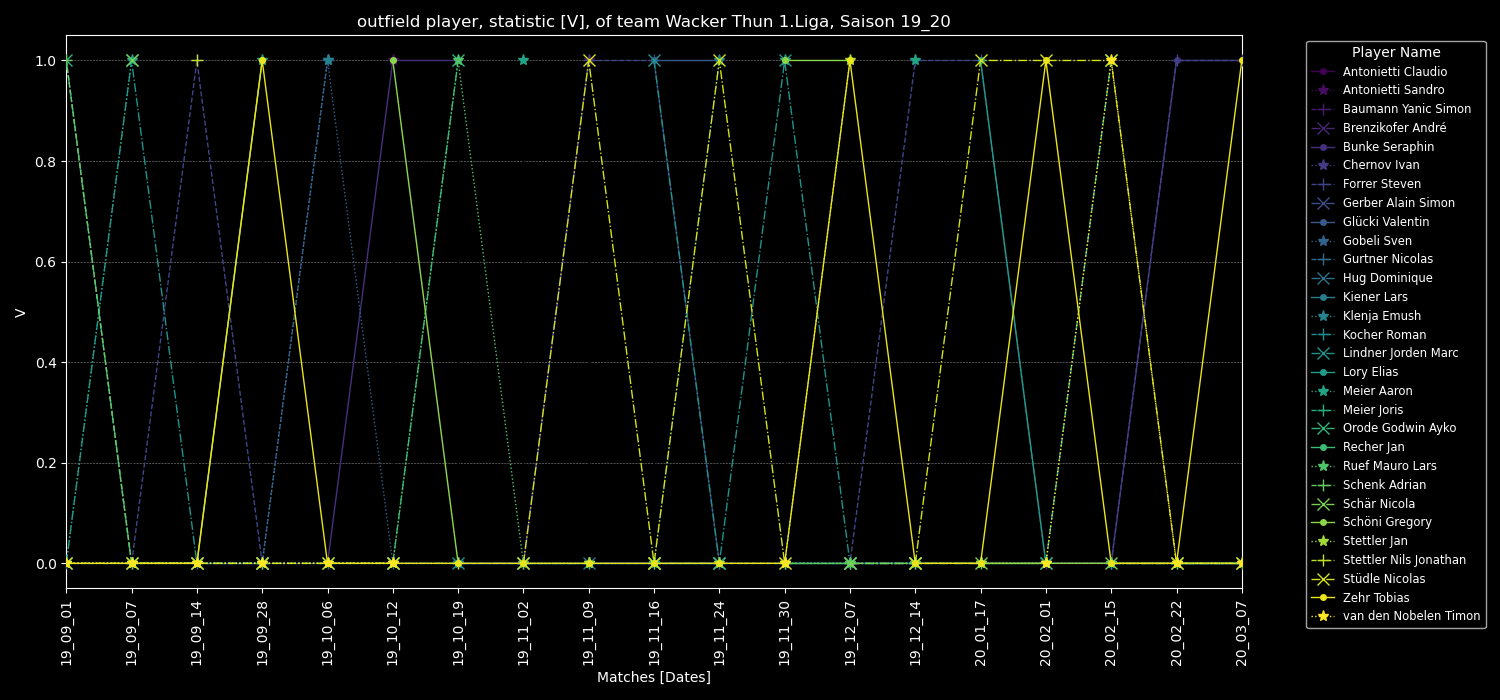 outfield player, statistic [V], of team Wacker Thun 1.Liga, Saison 19_20
V
1.0
0.8
0.6
0.4
0.2
0.0
19_09_01
19_09_07
19_09_14
19_09_28
19_10_06
19_10_12
19_10_19
19_11_02
19_11_09
19_11_16
19_11_24
19_11_30
19_12_07
19_12_14
20_01_17
20_02_01
20_02_15
20_02_22
20_03_07
Matches [Dates]
Player Name
Antonietti Claudio
Antonietti Sandro
Baumann Yanic Simon
Brenzikofer André
Bunke Seraphin
Chernov Ivan
Forrer Steven
Gerber Alain Simon
Glücki Valentin
Gobeli Sven
Gurtner Nicolas
Hug Dominique
Kiener Lars
Klenja Emush
Kocher Roman
Lindner Jorden Marc
Lory Elias
Meier Aaron
Meier Joris
Orode Godwin Ayko
Recher Jan
Ruef Mauro Lars
Schenk Adrian
Schär Nicola
Schöni Gregory
Stettler Jan
Stettler Nils Jonathan
Stüdle Nicolas
Zehr Tobias
van den Nobelen Timon